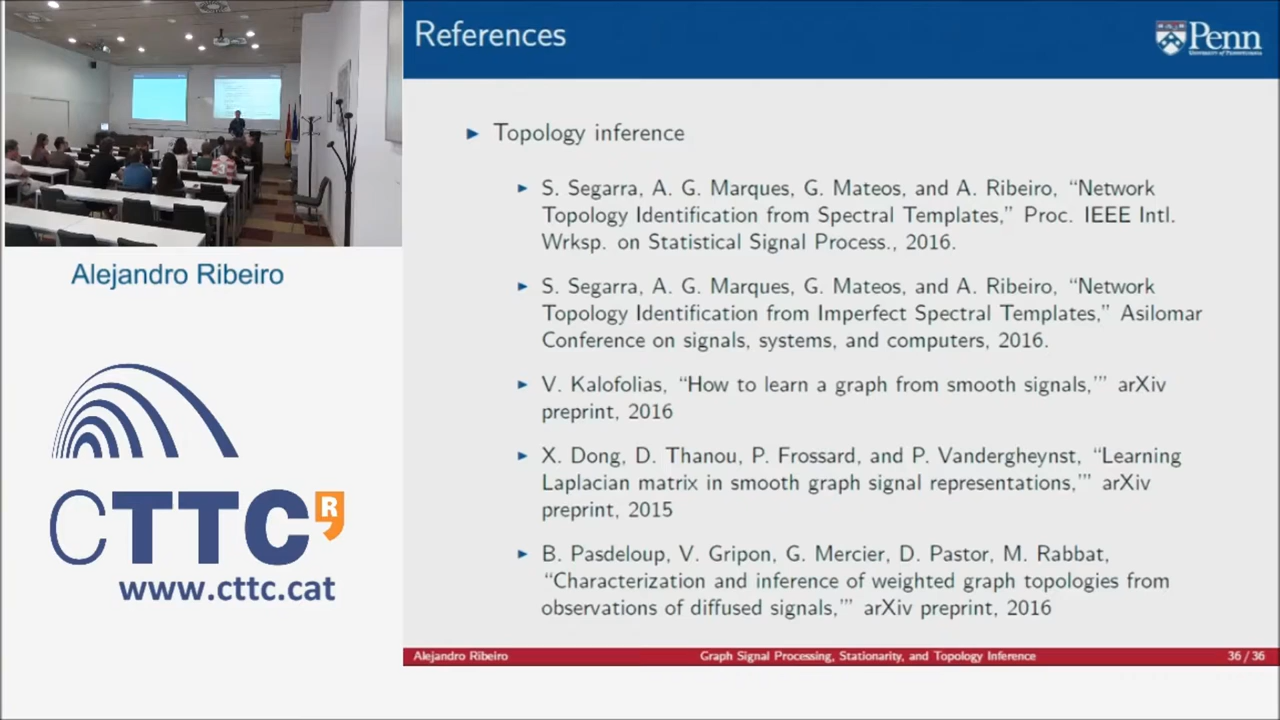 References
Penn
UNIVERSITY OF PENNSYLVANIA
Topology inference
S. Segarra, A. G. Marques, G. Mateos, and A. Ribeiro, “Network
Topology Identification from Spectral Templates,” Proc. IEEE Intl.
Wrksp. on Statistical Signal Process., 2016.
S. Segarra, A. G. Marques, G. Mateos, and A. Ribeiro, “Network
Topology Identification from Imperfect Spectral Templates,” Asilomar
Conference on signals, systems, and computers, 2016.
V. Kalofolias, “How to learn a graph from smooth signals,”’ arXiv
preprint, 2016
X. Dong, D. Thanou, P. Frossard, and P. Vandergheynst, “Learning
Laplacian matrix in smooth graph signal representations,”’ arXiv
preprint, 2015
B. Pasdeloup, V. Gripon, G. Mercier, D. Pastor, M. Rabbat,
“Characterization and inference of weighted graph topologies from
observations of diffused signals,”’ arXiv preprint, 2016
Alejandro Ribeiro
Graph Signal Processing, Stationarity, and Topology Inference
36 / 36
Alejandro Ribeiro
CTTC R
www.cttc.cat